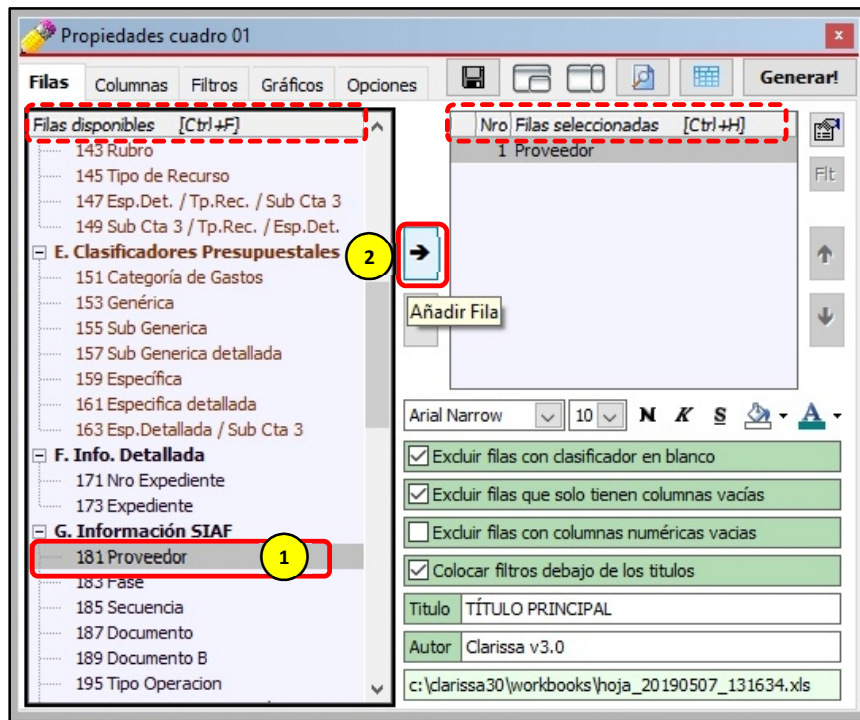 Propiedades cuadro 01
x
Filas Columnas Filtros Gráficos Opciones Generar!
Filas disponibles [Ctrl+F]
143 Rubro
145 Tipo de Recurso
147 Esp.Det. / Tp.Rec. / Sub Cta 3
149 Sub Cta 3 / Tp.Rec. / Esp.Det.
E. Clasificadores Presupuestales
151 Categoría de Gastos
153 Genérica
155 Sub Generica
157 Sub Generica detallada
159 Específica
161 Especifica detallada
163 Esp.Detallada / Sub Cta 3
F. Info. Detallada
171 Nro Expediente
173 Expediente
G. Información SIAF
181 Proveedor
1
183 Fase
185 Secuencia
187 Documento
189 Documento B
195 Tipo Operacion
2
Añadir Fila
Nro Filas seleccionadas [Ctrl+H]
1 Proveedor
Flt
Arial Narrow 10 N K S A
Excluir filas con clasificador en blanco
Excluir filas que solo tienen columnas vacías
Excluir filas con columnas numéricas vacias
Colocar filtros debajo de los titulos
Titulo TÍTULO PRINCIPAL
Autor Clarissa v3.0
c:\clarissa30\workbooks\hoja_20190507_131634.xls